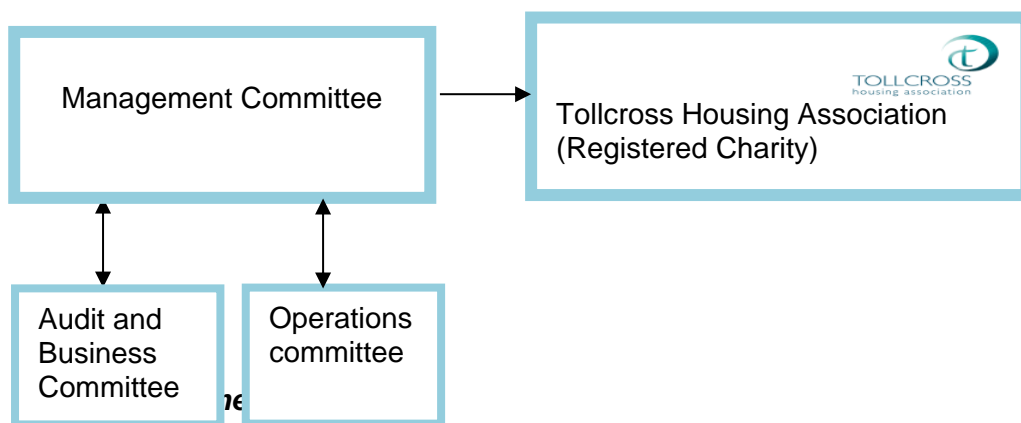 Management Committee
TOLLCROSS
housing association
Tollcross Housing Association
(Registered Charity)
Audit and
Business
Committee
Operations
committee